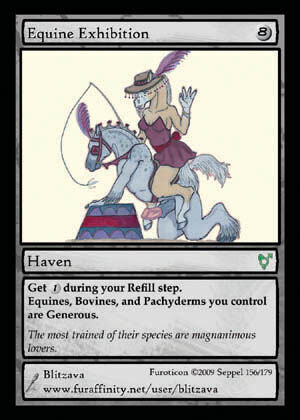 Equine Exhibition 8
Haven
Get 1 during your Refill step.
Equines, Bovines, and Pachyderms you control
are Generous.
The most trained of their species are magnanimous
lovers.
Blitzava
Furoticon ©2009 Seppel 156/179
www.furaffinity.net/user/blitzava